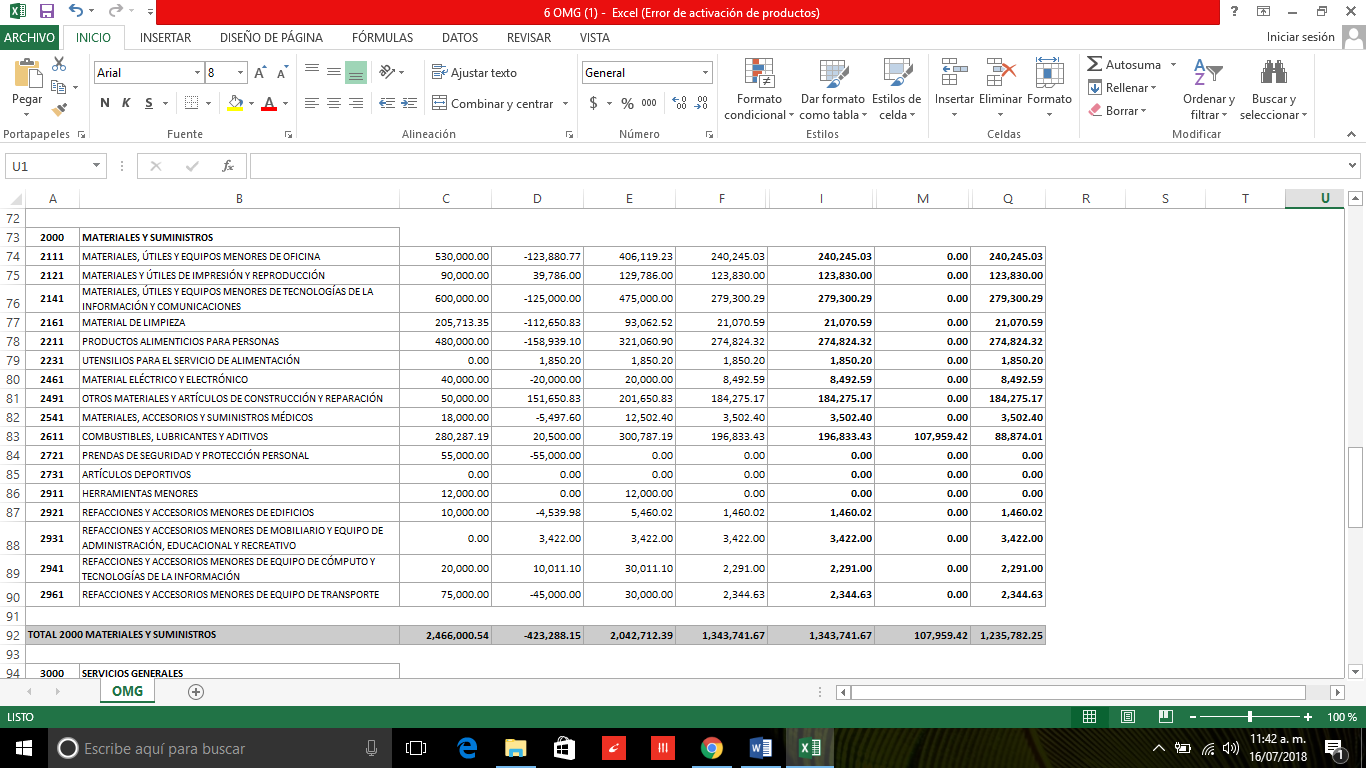 6 OMG (1) - Excel (Error de activación de productos)
ARCHIVO INICIO INSERTAR DISEÑO DE PÁGINA FÓRMULAS DATOS REVISAR VISTA Iniciar sesión
Pegar
Portapapeles
Arial 8
N K S
Fuente
Ajustar texto
Combinar y centrar
Alineación
General
$ % 000
Número
Formato condicional
Dar formato como tabla
Estilos de celda
Estilos
Insertar Eliminar Formato
Celdas
Autosuma
Rellenar
Borrar
Ordenar y filtrar
Buscar y seleccionar
Modificar
U1 fx
A B C D E F I M Q R S T U
72
73 2000 MATERIALES Y SUMINISTROS
74 2111 MATERIALES, ÚTILES Y EQUIPOS MENORES DE OFICINA 530,000.00 -123,880.77 406,119.23 240,245.03 240,245.03 0.00 240,245.03
75 2121 MATERIALES Y ÚTILES DE IMPRESIÓN Y REPRODUCCIÓN 90,000.00 39,786.00 129,786.00 123,830.00 123,830.00 0.00 123,830.00
76 2141 MATERIALES, ÚTILES Y EQUIPOS MENORES DE TECNOLOGÍAS DE LA
INFORMACIÓN Y COMUNICACIONES 600,000.00 -125,000.00 475,000.00 279,300.29 279,300.29 0.00 279,300.29
77 2161 MATERIAL DE LIMPIEZA 205,713.35 -112,650.83 93,062.52 21,070.59 21,070.59 0.00 21,070.59
78 2211 PRODUCTOS ALIMENTICIOS PARA PERSONAS 480,000.00 -158,939.10 321,060.90 274,824.32 274,824.32 0.00 274,824.32
79 2231 UTENSILIOS PARA EL SERVICIO DE ALIMENTACIÓN 0.00 1,850.20 1,850.20 1,850.20 1,850.20 0.00 1,850.20
80 2461 MATERIAL ELÉCTRICO Y ELECTRÓNICO 40,000.00 -20,000.00 20,000.00 8,492.59 8,492.59 0.00 8,492.59
81 2491 OTROS MATERIALES Y ARTÍCULOS DE CONSTRUCCIÓN Y REPARACIÓN 50,000.00 151,650.83 201,650.83 184,275.17 184,275.17 0.00 184,275.17
82 2541 MATERIALES, ACCESORIOS Y SUMINISTROS MÉDICOS 18,000.00 -5,497.60 12,502.40 3,502.40 3,502.40 0.00 3,502.40
83 2611 COMBUSTIBLES, LUBRICANTES Y ADITIVOS 280,287.19 20,500.00 300,787.19 196,833.43 196,833.43 107,959.42 88,874.01
84 2721 PRENDAS DE SEGURIDAD Y PROTECCIÓN PERSONAL 55,000.00 -55,000.00 0.00 0.00 0.00 0.00 0.00
85 2731 ARTÍCULOS DEPORTIVOS 0.00 0.00 0.00 0.00 0.00 0.00 0.00
86 2911 HERRAMIENTAS MENORES 12,000.00 0.00 12,000.00 0.00 0.00 0.00 0.00
87 2921 REFACCIONES Y ACCESORIOS MENORES DE EDIFICIOS 10,000.00 -4,539.98 5,460.02 1,460.02 1,460.02 0.00 1,460.02
88 2931 REFACCIONES Y ACCESORIOS MENORES DE MOBILIARIO Y EQUIPO DE
ADMINISTRACIÓN, EDUCACIONAL Y RECREATIVO 0.00 3,422.00 3,422.00 3,422.00 3,422.00 0.00 3,422.00
89 2941 REFACCIONES Y ACCESORIOS MENORES DE EQUIPO DE CÓMPUTO Y
TECNOLOGÍAS DE LA INFORMACIÓN 20,000.00 10,011.10 30,011.10 2,291.00 2,291.00 0.00 2,291.00
90 2961 REFACCIONES Y ACCESORIOS MENORES DE EQUIPO DE TRANSPORTE 75,000.00 -45,000.00 30,000.00 2,344.63 2,344.63 0.00 2,344.63
91
92 TOTAL 2000 MATERIALES Y SUMINISTROS 2,466,000.54 -423,288.15 2,042,712.39 1,343,741.67 1,343,741.67 107,959.42 1,235,782.25
93
94 3000 SERVICIOS GENERALES
OMG
LISTO 100 %
Escribe aquí para buscar
11:42 a. m.
16/07/2018
1